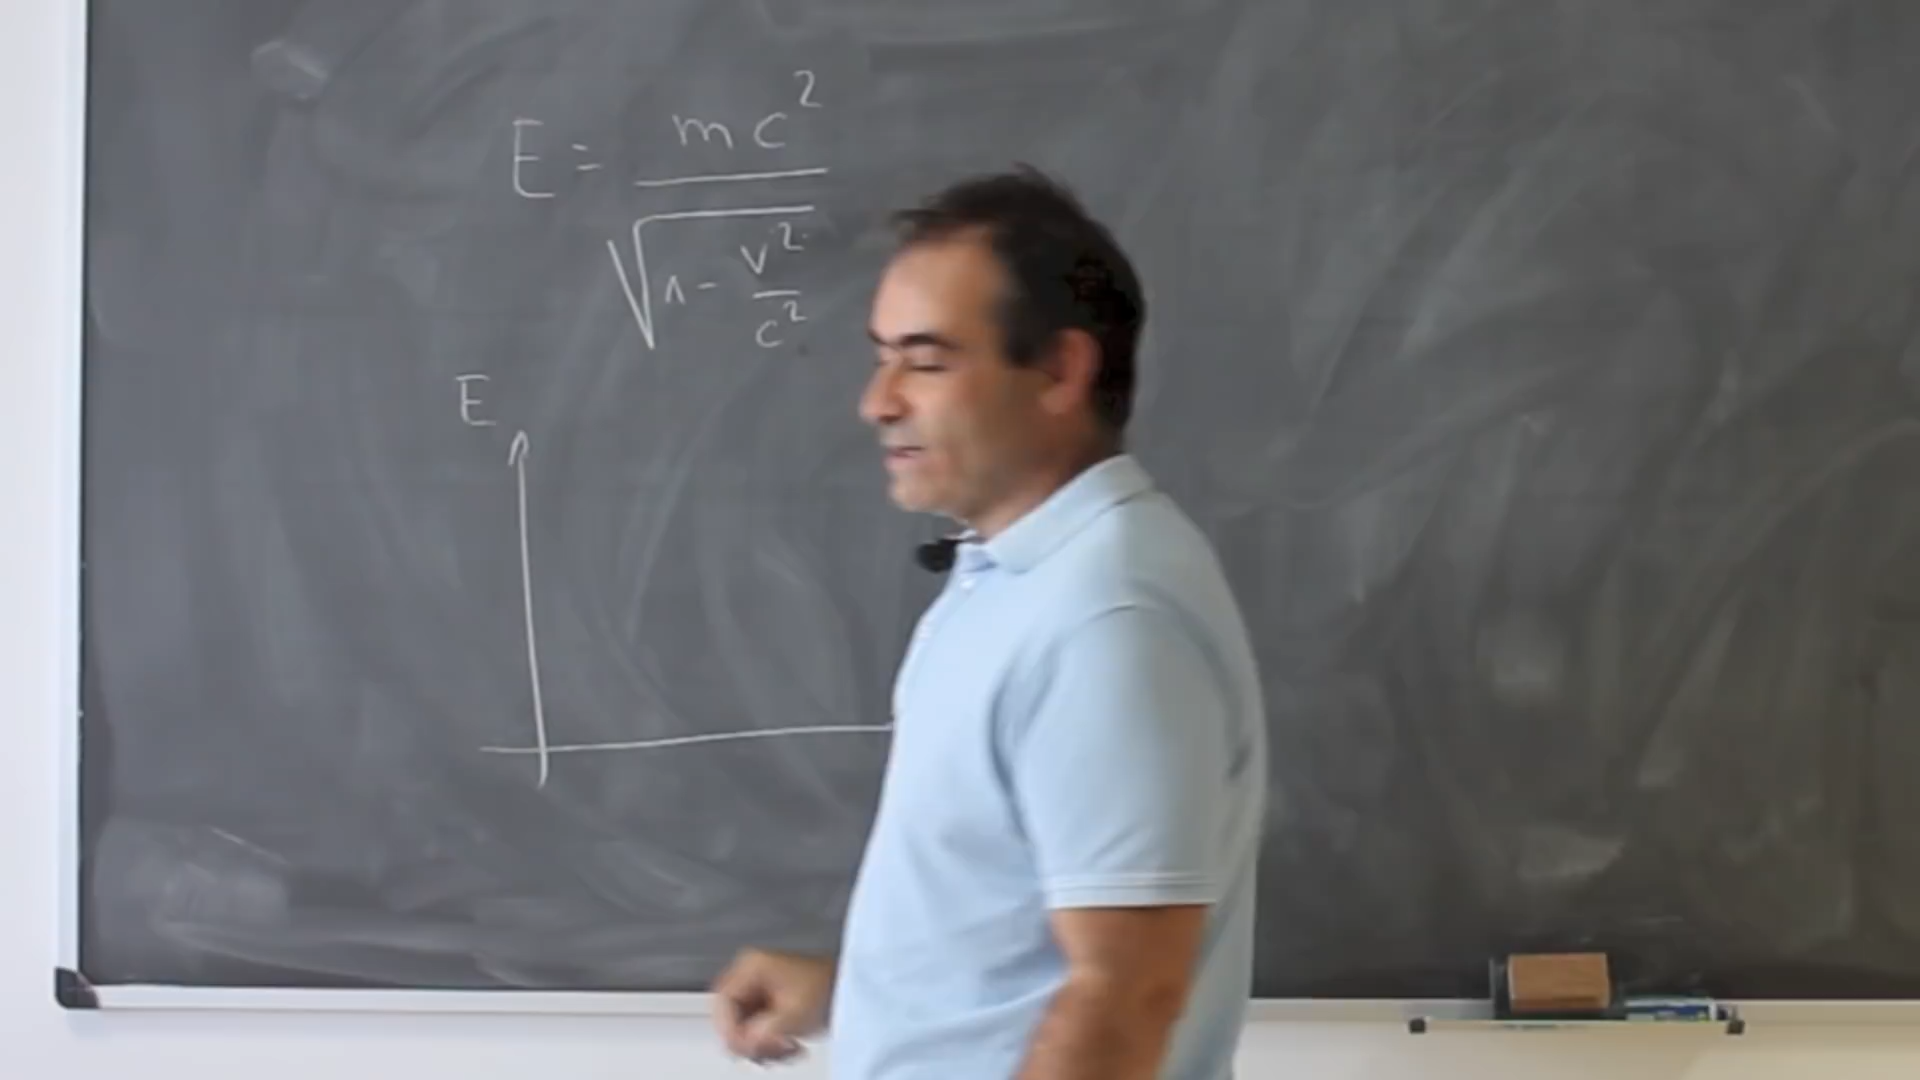 E = mc² / √(1 - v²/c²)
E